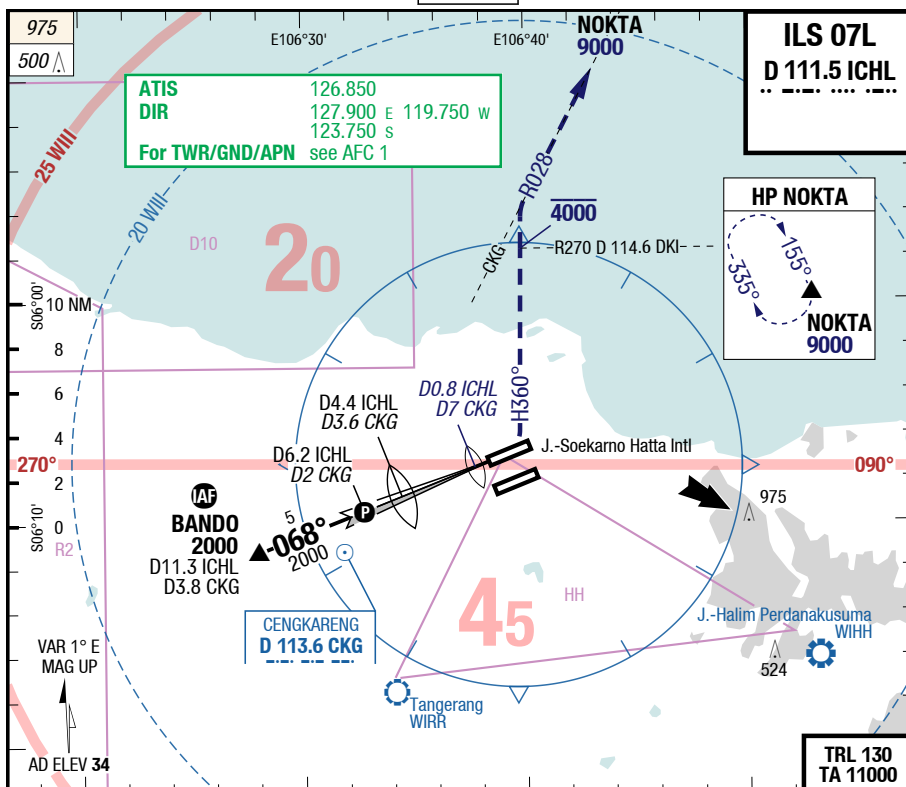 975
500
E106°30'
E106°40'
NOKTA
9000
ILS 07L
D 111.5 ICHL
ATIS 126.850
DIR 127.900 E 119.750 W
123.750 S
For TWR/GND/APN see AFC 1
25 WIII
20 WIII
D10
20
R028
4000
CKG
R270 D 114.6 DKI
HP NOKTA
155°
335°
NOKTA
9000
S06°00'
10 NM
8
6
4
2
0
S06°10'
H360°
D4.4 ICHL
D3.6 CKG
D0.8 ICHL
D7 CKG
D6.2 ICHL
D2 CKG
J.-Soekarno Hatta Intl
270°
090°
IAF
BANDO
2000
D11.3 ICHL
D3.8 CKG
P
5
068°
2000
R2
975
HH
45
CENGKARENG
D 113.6 CKG
J.-Halim Perdanakusuma
WIHH
524
Tangerang
WIRR
VAR 1° E
MAG UP
AD ELEV 34
TRL 130
TA 11000